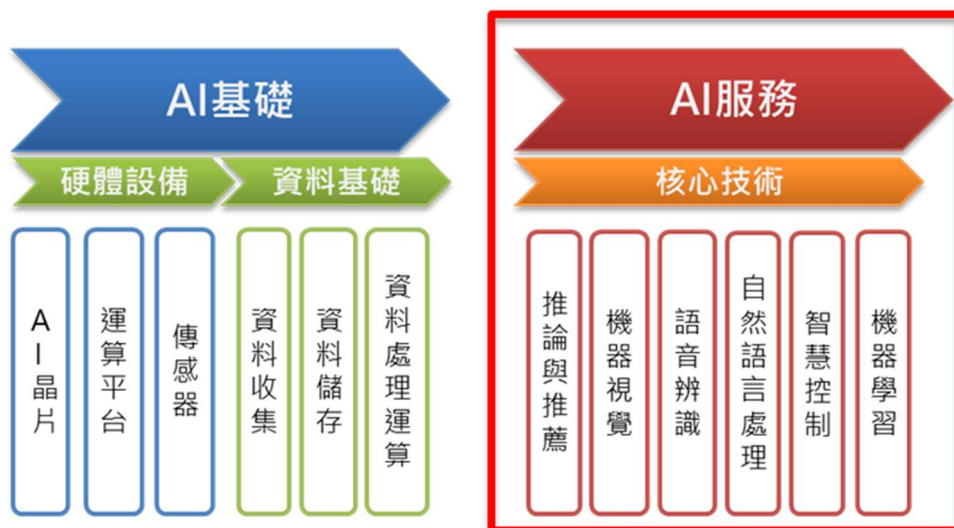 AI基礎
AI服務
硬體設備
資料基礎
核心技術
AI晶片
運算平台
傳感器
資料收集
資料儲存
資料處理運算
推論與推薦
機器視覺
語音辨識
自然語言處理
智慧控制
機器學習